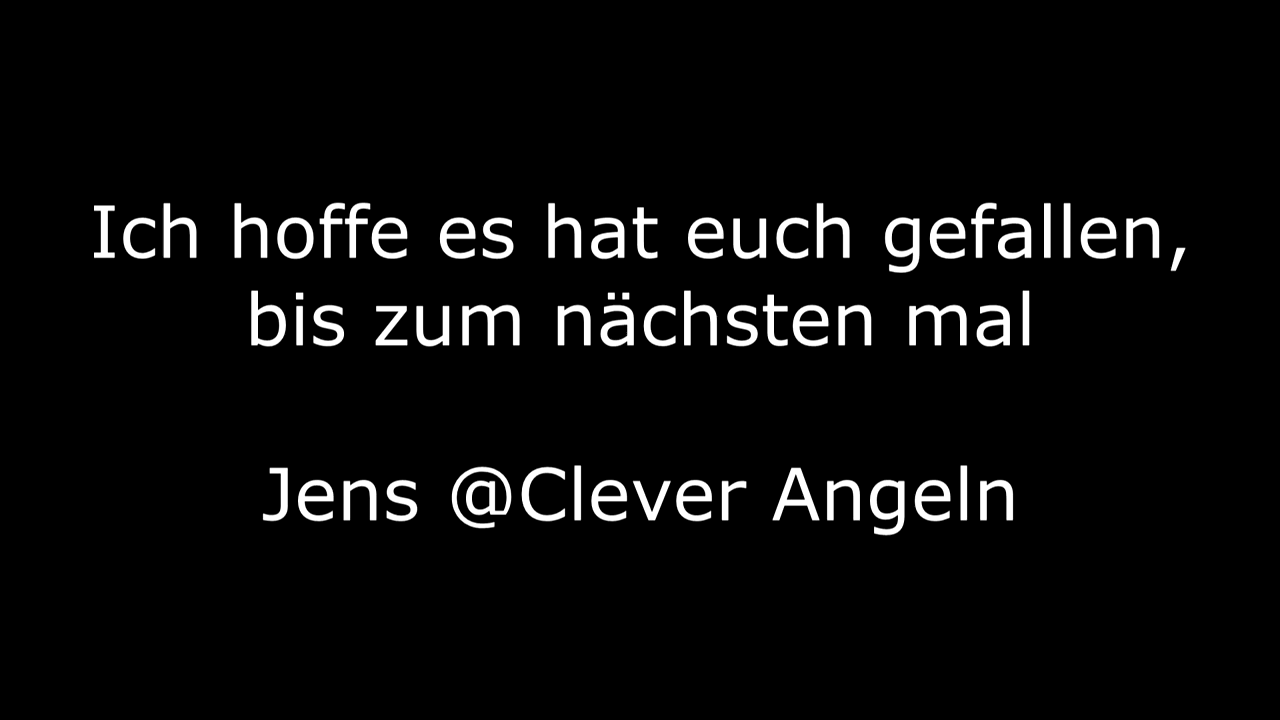 Ich hoffe es hat euch gefallen,
bis zum nächsten mal
Jens @Clever Angeln